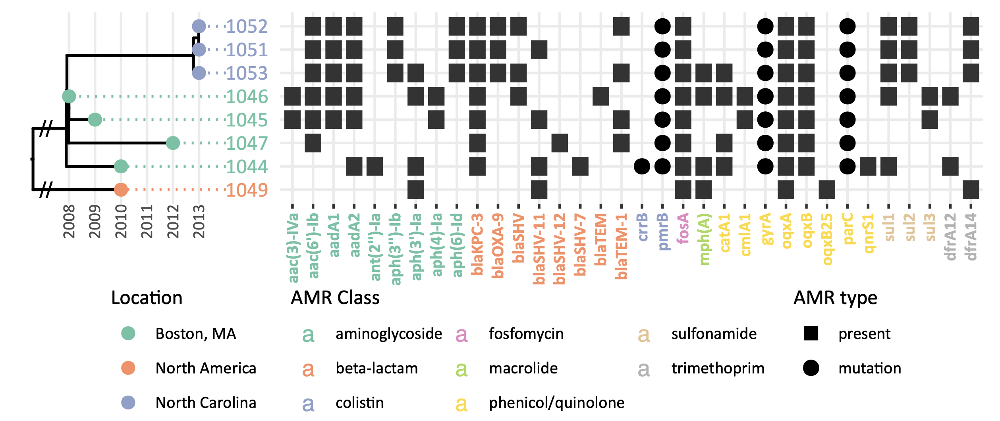 1052
1051
1053
1046
1045
1047
1044
1049
2008
2009
2010
2011
2012
2013
aac(3)-IVa
aac(6')-Ib
aadA1
aadA2
ant(2'')-Ia
aph(3'')-Ib
aph(3')-Ia
aph(4)-Ia
aph(6)-Id
blaKPC-3
blaOXA-9
blaSHV
blaSHV-11
blaSHV-12
blaSHV-7
blaTEM
blaTEM-1
crrB
pmrB
fosA
mph(A)
catA1
cmlA1
gyrA
oqxA
oqxB
oqxB25
parC
qnrS1
sul1
sul2
sul3
dfrA12
dfrA14
Location
AMR Class
AMR type
Boston, MA
a aminoglycoside
a fosfomycin
a sulfonamide
present
North America
a beta-lactam
a macrolide
a trimethoprim
mutation
North Carolina
a colistin
a phenicol/quinolone